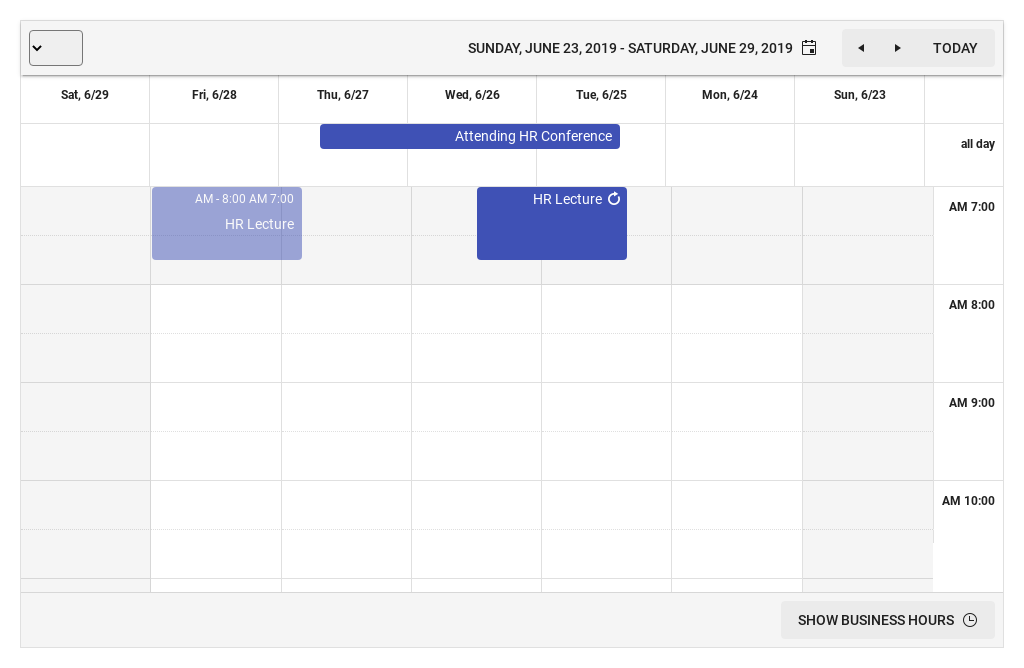 SUNDAY, JUNE 23, 2019 - SATURDAY, JUNE 29, 2019
TODAY
Sat, 6/29
Fri, 6/28
Thu, 6/27
Wed, 6/26
Tue, 6/25
Mon, 6/24
Sun, 6/23
Attending HR Conference
all day
AM - 8:00 AM 7:00
HR Lecture
HR Lecture
AM 7:00
AM 8:00
AM 9:00
AM 10:00
SHOW BUSINESS HOURS